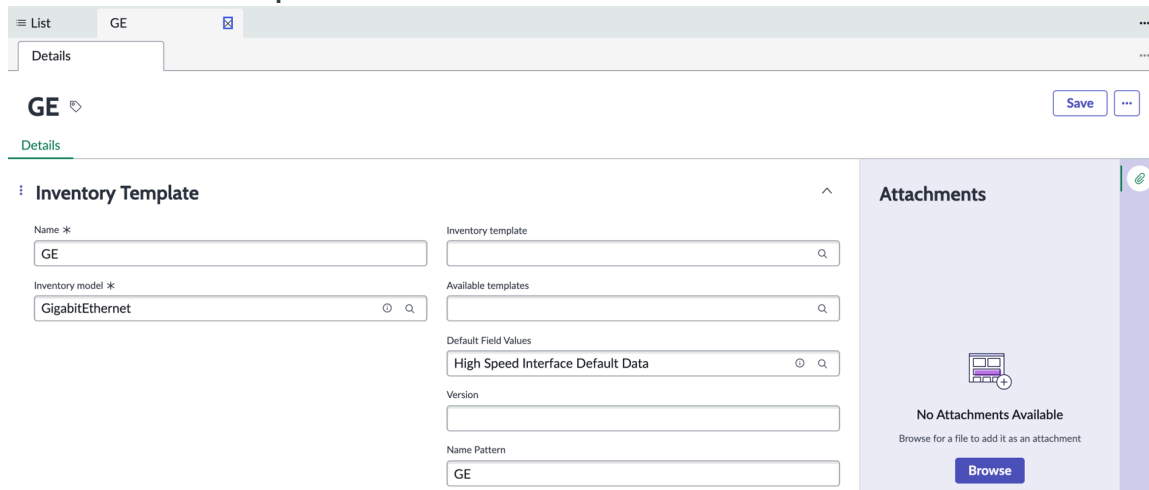 List
GE
Details
GE
Save
Details
Inventory Template
Name *
GE
Inventory model *
GigabitEthernet
Inventory template
Available templates
Default Field Values
High Speed Interface Default Data
Version
Name Pattern
GE
Attachments
No Attachments Available
Browse for a file to add it as an attachment
Browse